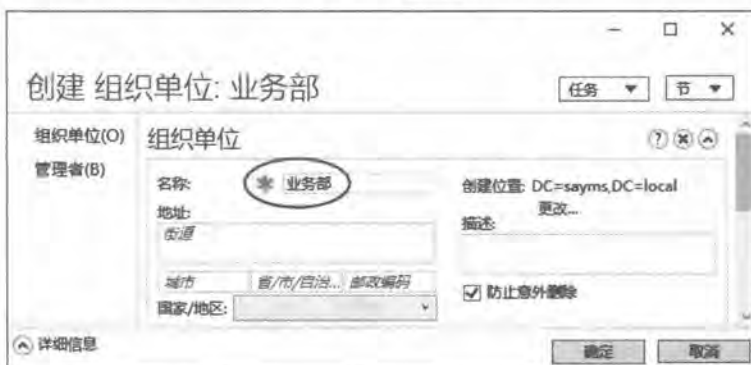 创建 组织单位: 业务部
任务
节
组织单位(O)
管理者(B)
组织单位
名称:
* 业务部
地址:
街道
城市
省/市/自治...
邮政编码
国家/地区:
创建位置: DC=sayms,DC=local
更改...
描述:
防止意外删除
详细信息
确定
取消